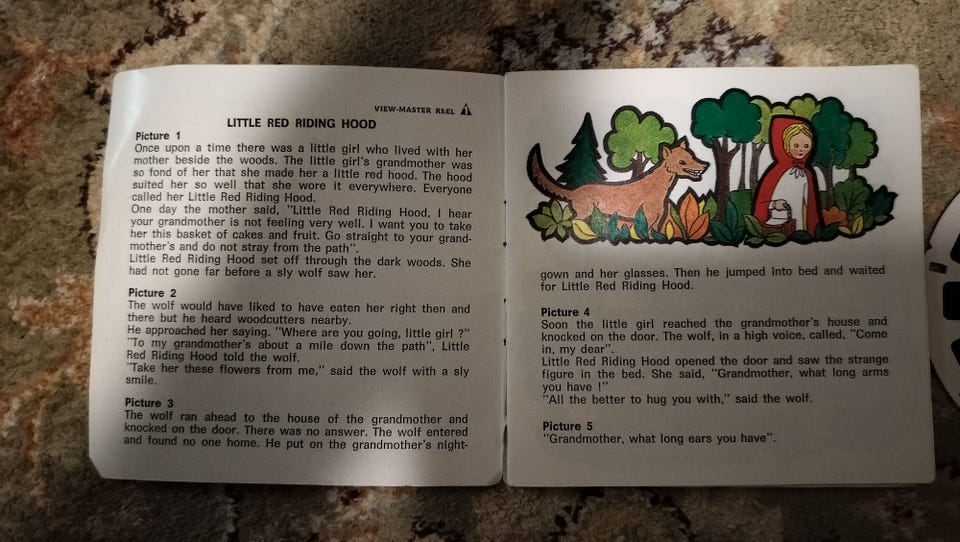 VIEW-MASTER REEL
LITTLE RED RIDING HOOD
Picture 1
Once upon a time there was a little girl who lived with her
mother beside the woods. The little girl's grandmother was
so fond of her that she made her a little red hood. The hood
suited her so well that she wore it everywhere. Everyone
called her Little Red Riding Hood.
One day the mother said, "Little Red Riding Hood, I hear
your grandmother is not feeling very well. I want you to take
her this basket of cakes and fruit. Go straight to your grand-
mother's and do not stray from the path".
Little Red Riding Hood set off through the dark woods. She
had not gone far before a sly wolf saw her.
Picture 2
The wolf would have liked to have eaten her right then and
there but he heard woodcutters nearby.
He approached her saying. "Where are you going, little girl ?"
"To my grandmother's about a mile down the path", Little
Red Riding Hood told the wolf.
"Take her these flowers from me," said the wolf with a sly
smile.
Picture 3
The wolf ran ahead to the house of the grandmother and
knocked on the door. There was no answer. The wolf entered
and found no one home. He put on the grandmother's night-
gown and her glasses. Then he jumped into bed and waited
for Little Red Riding Hood.
Picture 4
Soon the little girl reached the grandmother's house and
knocked on the door. The wolf, in a high voice, called, "Come
in, my dear".
Little Red Riding Hood opened the door and saw the strange
figure in the bed. She said, "Grandmother, what long arms
you have !"
"All the better to hug you with," said the wolf.
Picture 5
"Grandmother, what long ears you have".